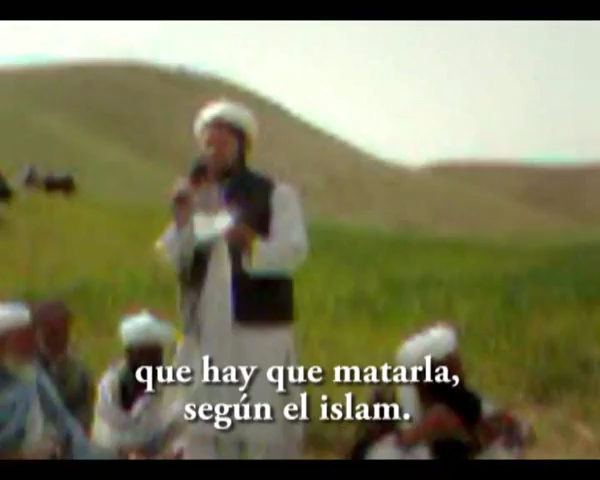 que hay que matarla,
según el islam.